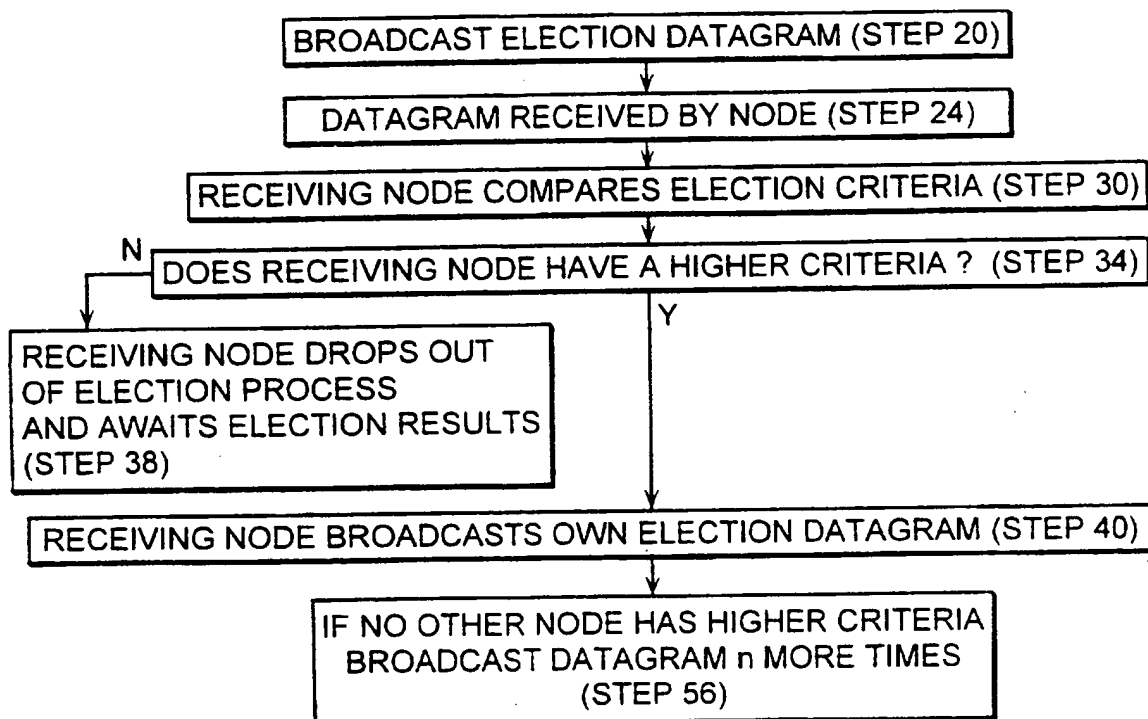 BROADCAST ELECTION DATAGRAM (STEP 20)
DATAGRAM RECEIVED BY NODE (STEP 24)
RECEIVING NODE COMPARES ELECTION CRITERIA (STEP 30)
N
DOES RECEIVING NODE HAVE A HIGHER CRITERIA ? (STEP 34)
Y
RECEIVING NODE DROPS OUT
OF ELECTION PROCESS
AND AWAITS ELECTION RESULTS
(STEP 38)
RECEIVING NODE BROADCASTS OWN ELECTION DATAGRAM (STEP 40)
IF NO OTHER NODE HAS HIGHER CRITERIA
BROADCAST DATAGRAM n MORE TIMES
(STEP 56)